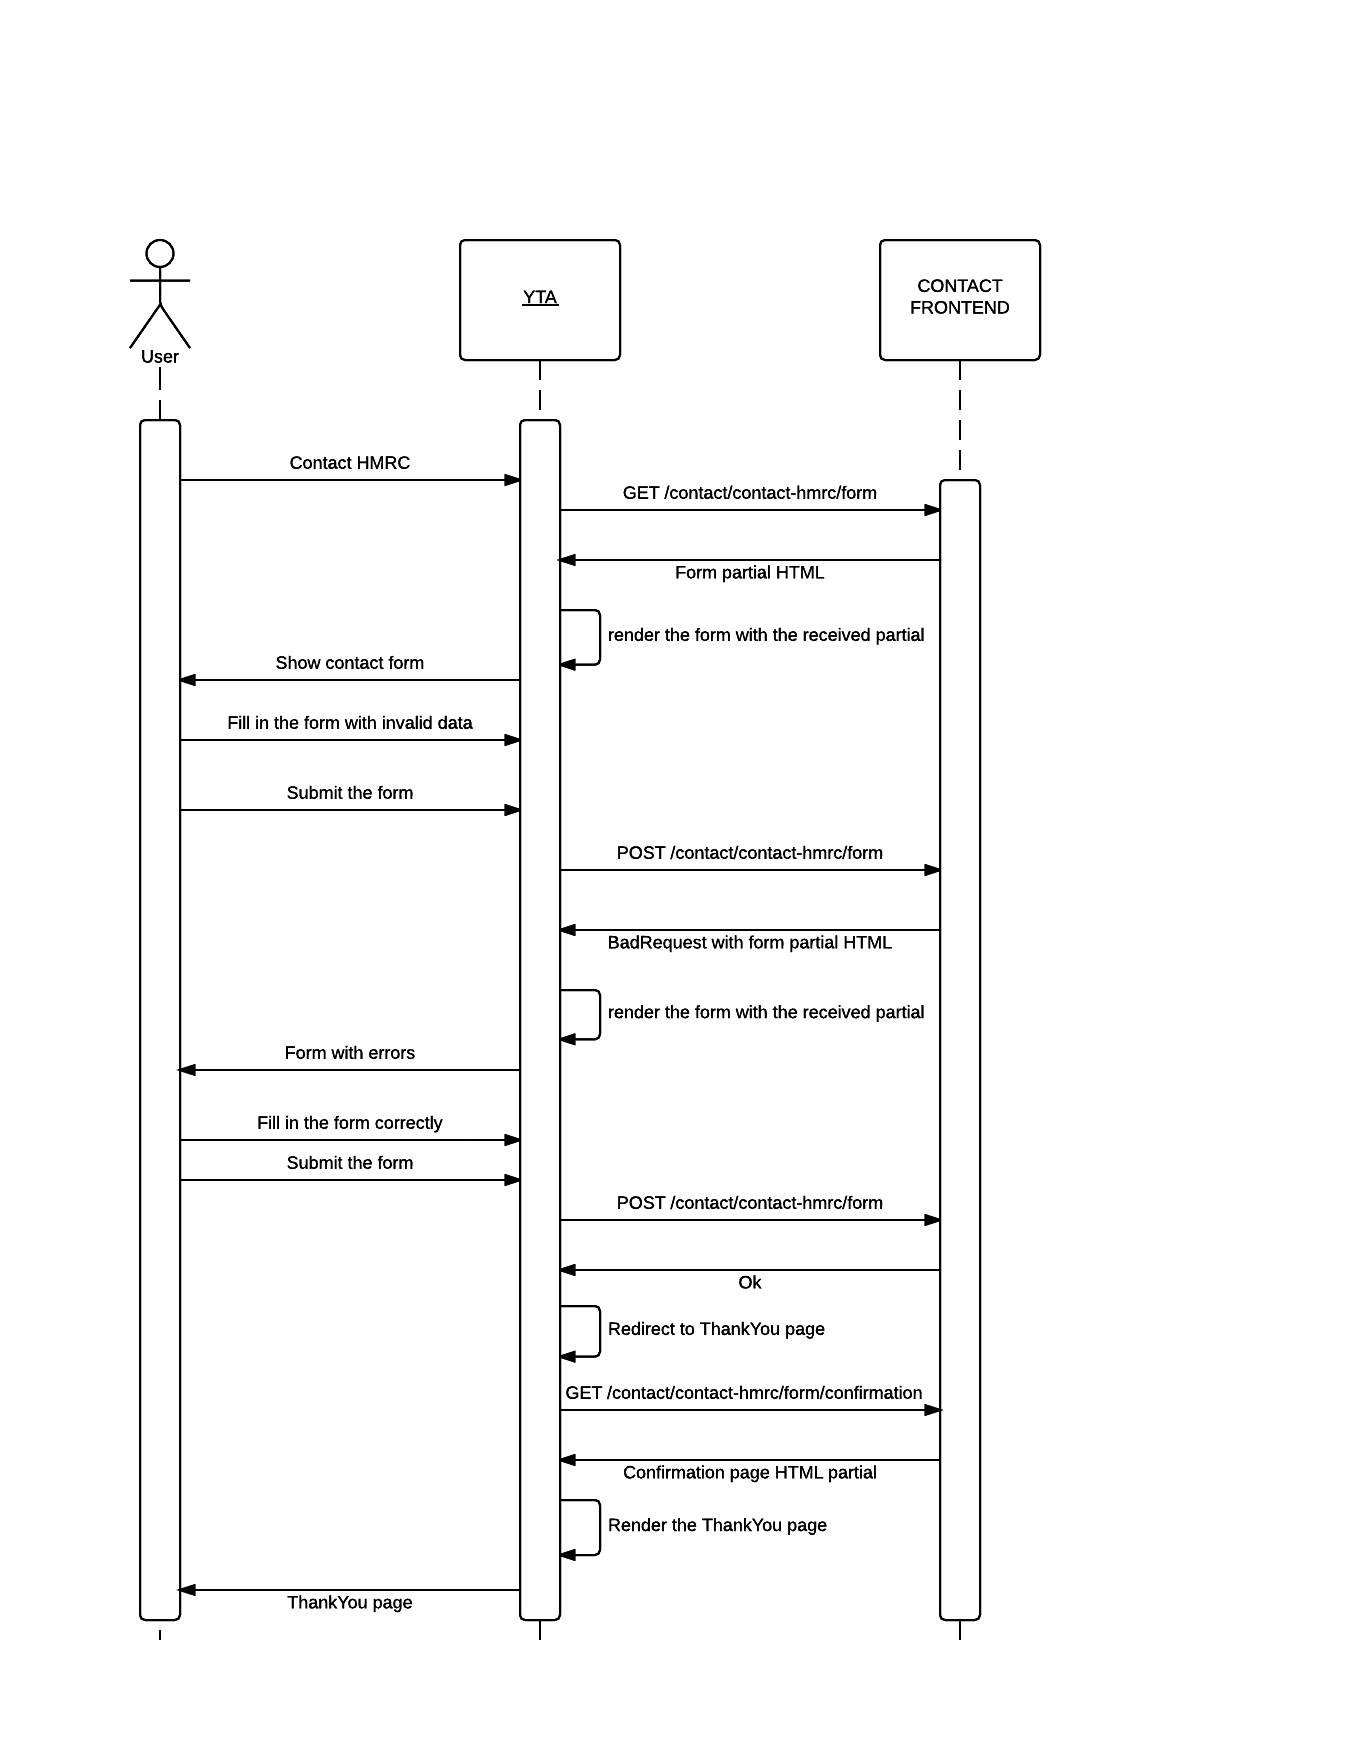 User
YTA
CONTACT
FRONTEND
Contact HMRC
GET /contact/contact-hmrc/form
Form partial HTML
render the form with the received partial
Show contact form
Fill in the form with invalid data
Submit the form
POST /contact/contact-hmrc/form
BadRequest with form partial HTML
render the form with the received partial
Form with errors
Fill in the form correctly
Submit the form
POST /contact/contact-hmrc/form
Ok
Redirect to ThankYou page
GET /contact/contact-hmrc/form/confirmation
Confirmation page HTML partial
Render the ThankYou page
ThankYou page